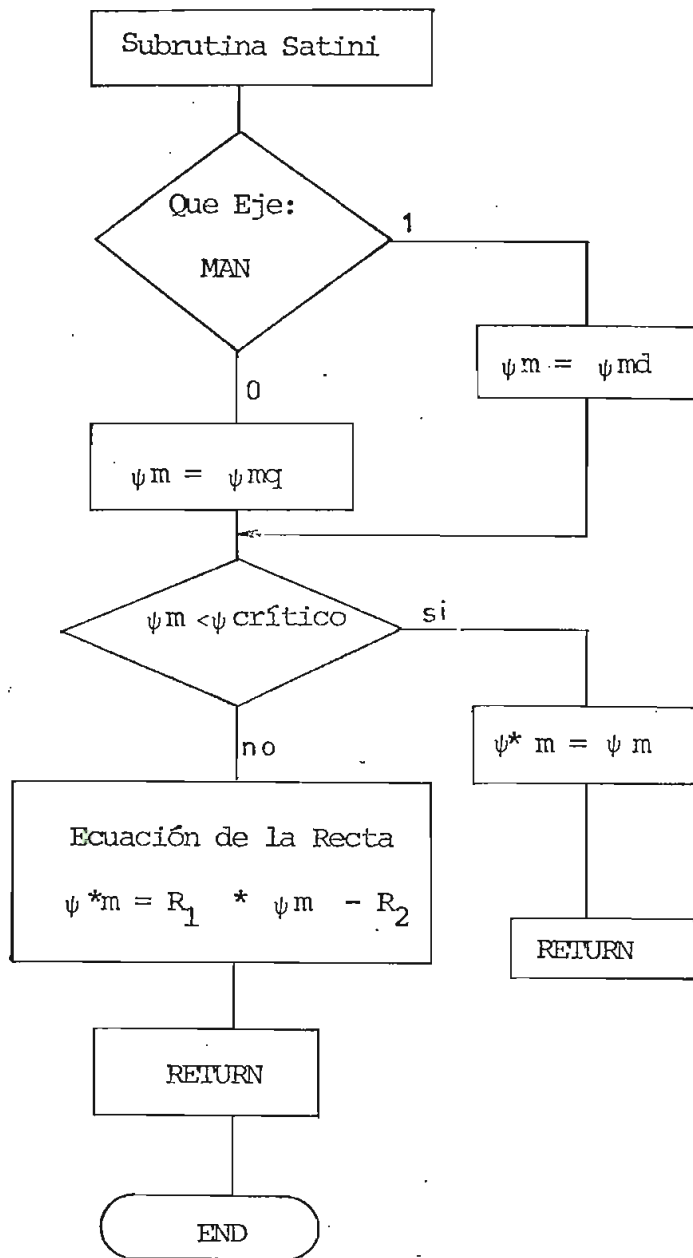 Subrutina Satini
Que Eje:
MAN
1
0
ψm = ψmd
ψm = ψmq
ψm <ψcrítico
si
no
ψ* m = ψ m
Ecuación de la Recta
ψ*m = R1 * ψm - R2
RETURN
RETURN
END